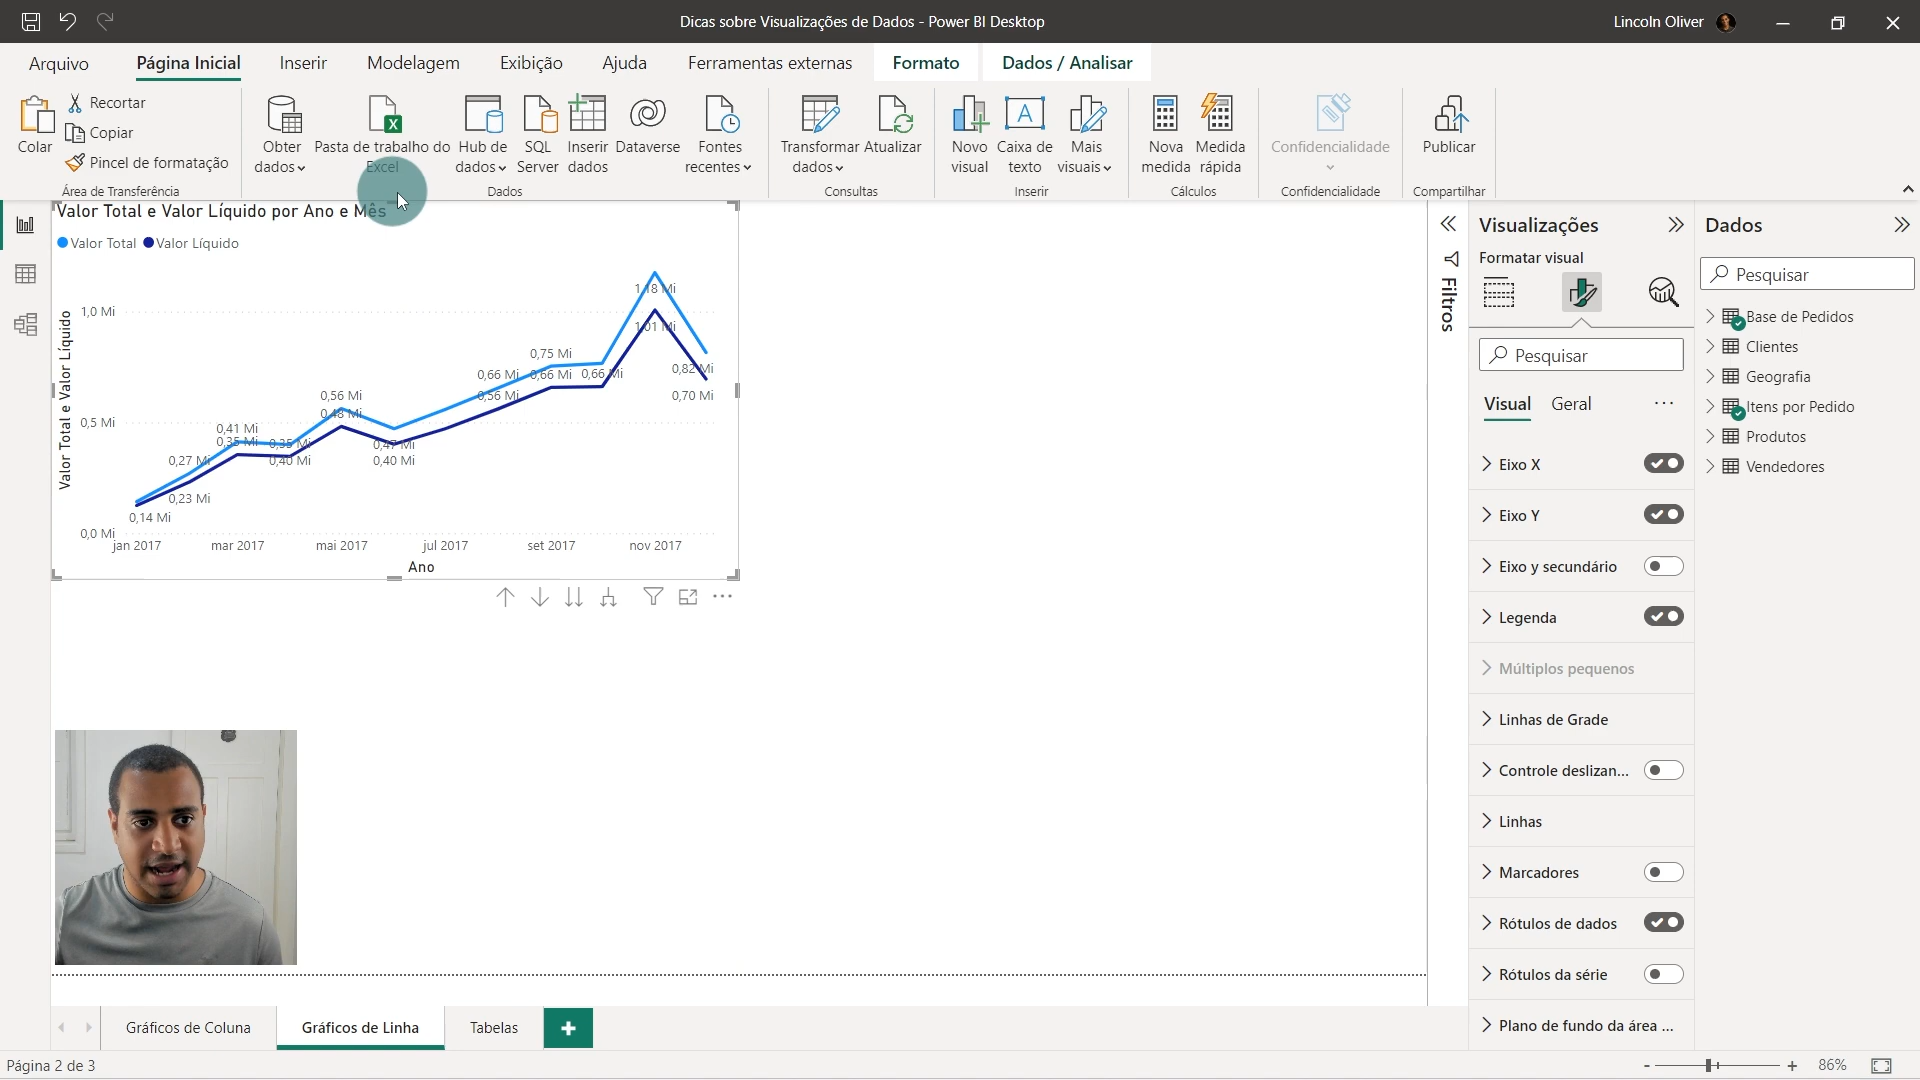 Dicas sobre Visualizações de Dados - Power BI Desktop
Lincoln Oliver
Arquivo
Página Inicial
Inserir
Modelagem
Exibição
Ajuda
Ferramentas externas
Formato
Dados / Analisar
Colar
Recortar
Copiar
Pincel de formatação
Área de Transferência
Obter dados
Pasta de trabalho do Excel
Hub de dados
SQL Server
Inserir dados
Dataverse
Fontes recentes
Dados
Transformar dados
Atualizar
Consultas
Novo visual
Caixa de texto
Mais visuais
Inserir
Nova medida
Medida rápida
Cálculos
Confidencialidade
Confidencialidade
Publicar
Compartilhar
Valor Total e Valor Líquido por Ano e Mês
Valor Total
Valor Líquido
Valor Total e Valor Líquido
1,0 Mi
0,5 Mi
0,0 Mi
0,14 Mi
0,27 Mi
0,23 Mi
0,41 Mi
0,35 Mi
0,35 Mi
0,40 Mi
0,56 Mi
0,48 Mi
0,47 Mi
0,40 Mi
0,66 Mi
0,56 Mi
0,75 Mi
0,66 Mi
0,66 Mi
1,18 Mi
1,01 Mi
0,82 Mi
0,70 Mi
jan 2017
mar 2017
mai 2017
jul 2017
set 2017
nov 2017
Ano
Filtros
Visualizações
Formatar visual
Pesquisar
Visual
Geral
Eixo X
Eixo Y
Eixo y secundário
Legenda
Múltiplos pequenos
Linhas de Grade
Controle deslizan...
Linhas
Marcadores
Rótulos de dados
Rótulos da série
Plano de fundo da área ...
Dados
Pesquisar
Base de Pedidos
Clientes
Geografia
Itens por Pedido
Produtos
Vendedores
Gráficos de Coluna
Gráficos de Linha
Tabelas
Página 2 de 3
86%